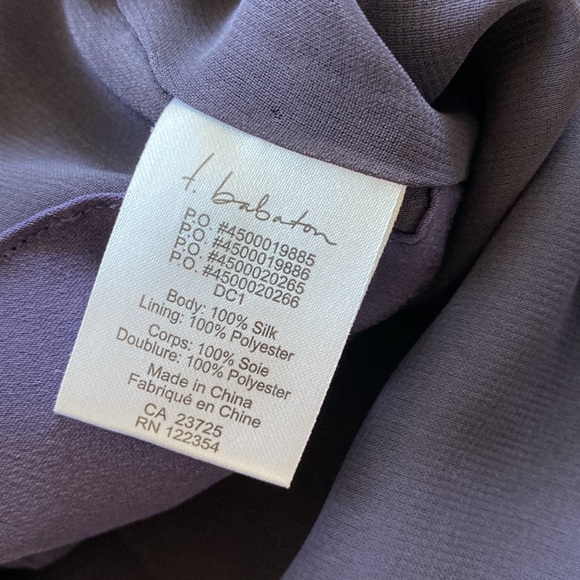 t. babaton
P.O. #4500019885
P.O. #4500019886
P.O. #4500020265
P.O. #4500020266
DC1
Body: 100% Silk
Lining: 100% Polyester
Corps: 100% Soie
Doublure: 100% Polyester
Made in China
Fabriqué en Chine
CA 23725
RN 122354